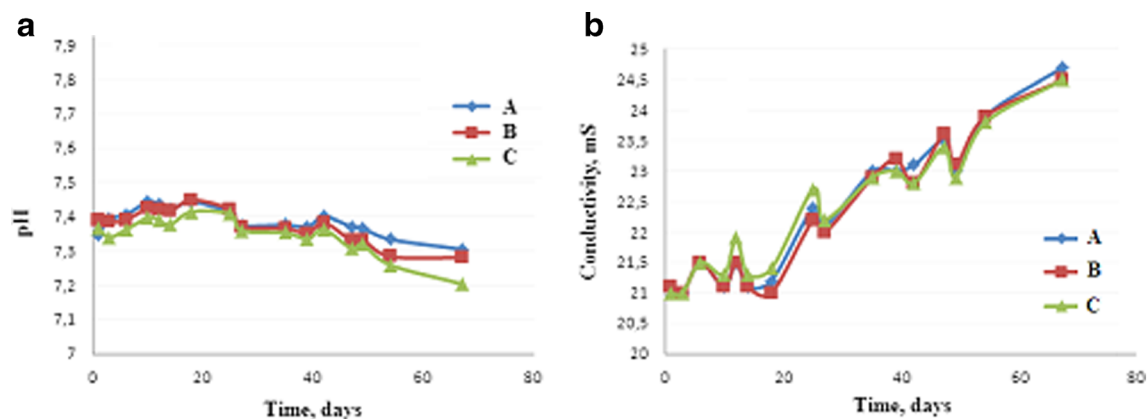 a
7,9
7,8
7,7
7,6
7,5
7,4
7,3
7,2
7,1
7
pH
0 20 40 60 80
Time, days
A
B
C
b
25
24,5
24
23,5
23
22,5
22
21,5
21
20,5
20
Conductivity, mS
0 20 40 60 80
Time, days
A
B
C